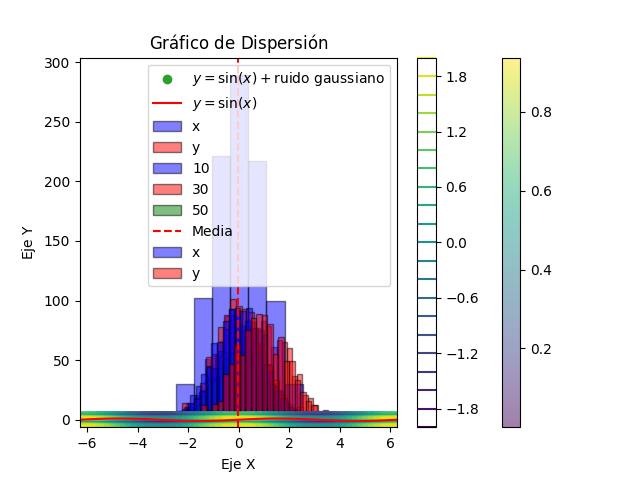 Gráfico de Dispersión
300
250
200
150
100
50
0
Eje Y
y = sin(x) + ruido gaussiano
y = sin(x)
x
y
10
30
50
Media
x
y
−6
−4
−2
0
2
4
6
Eje X
1.8
1.2
0.6
0.0
−0.6
−1.2
−1.8
0.8
0.6
0.4
0.2